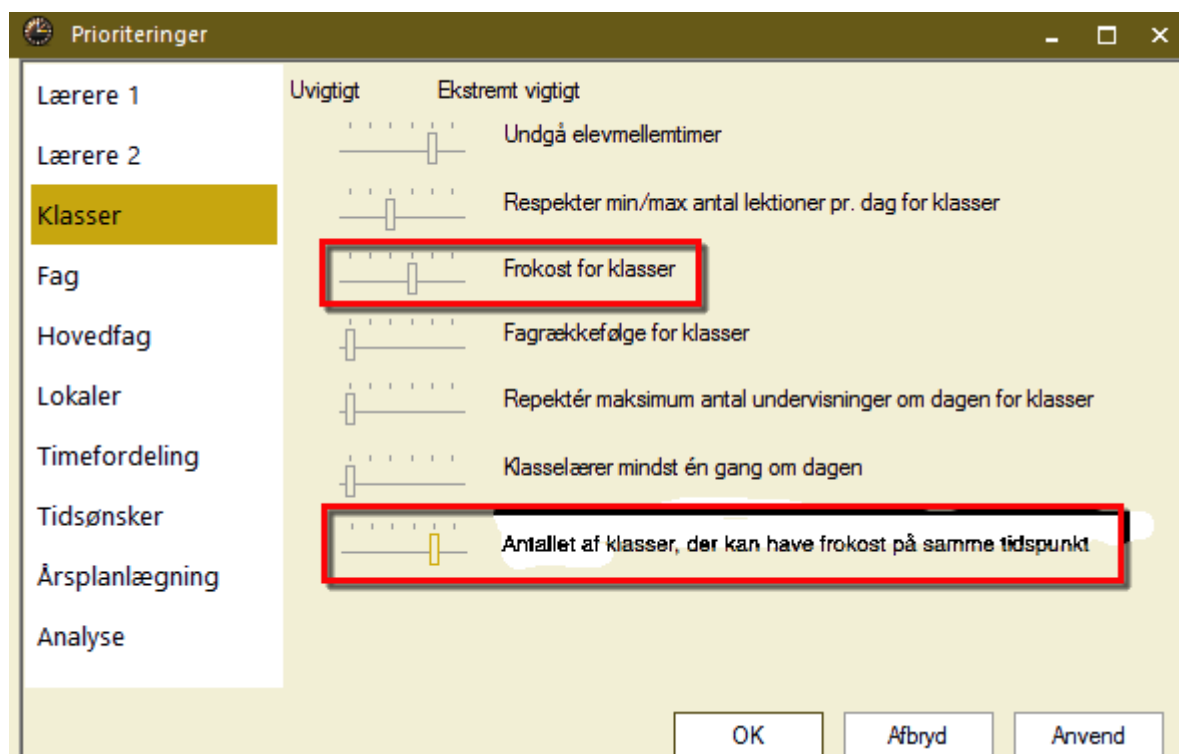 Prioriteringer
Lærere 1
Lærere 2
Klasser
Fag
Hovedfag
Lokaler
Timefordeling
Tidsønsker
Årsplanlægning
Analyse
Uvigtigt Ekstremt vigtigt
Undgå elevmellemtimer
Respekter min/max antal lektioner pr. dag for klasser
Frokost for klasser
Fagrækkefølge for klasser
Repektér maksimum antal undervisninger om dagen for klasser
Klasselærer mindst én gang om dagen
Antallet af klasser, der kan have frokost på samme tidspunkt
OK Afbryd Anvend